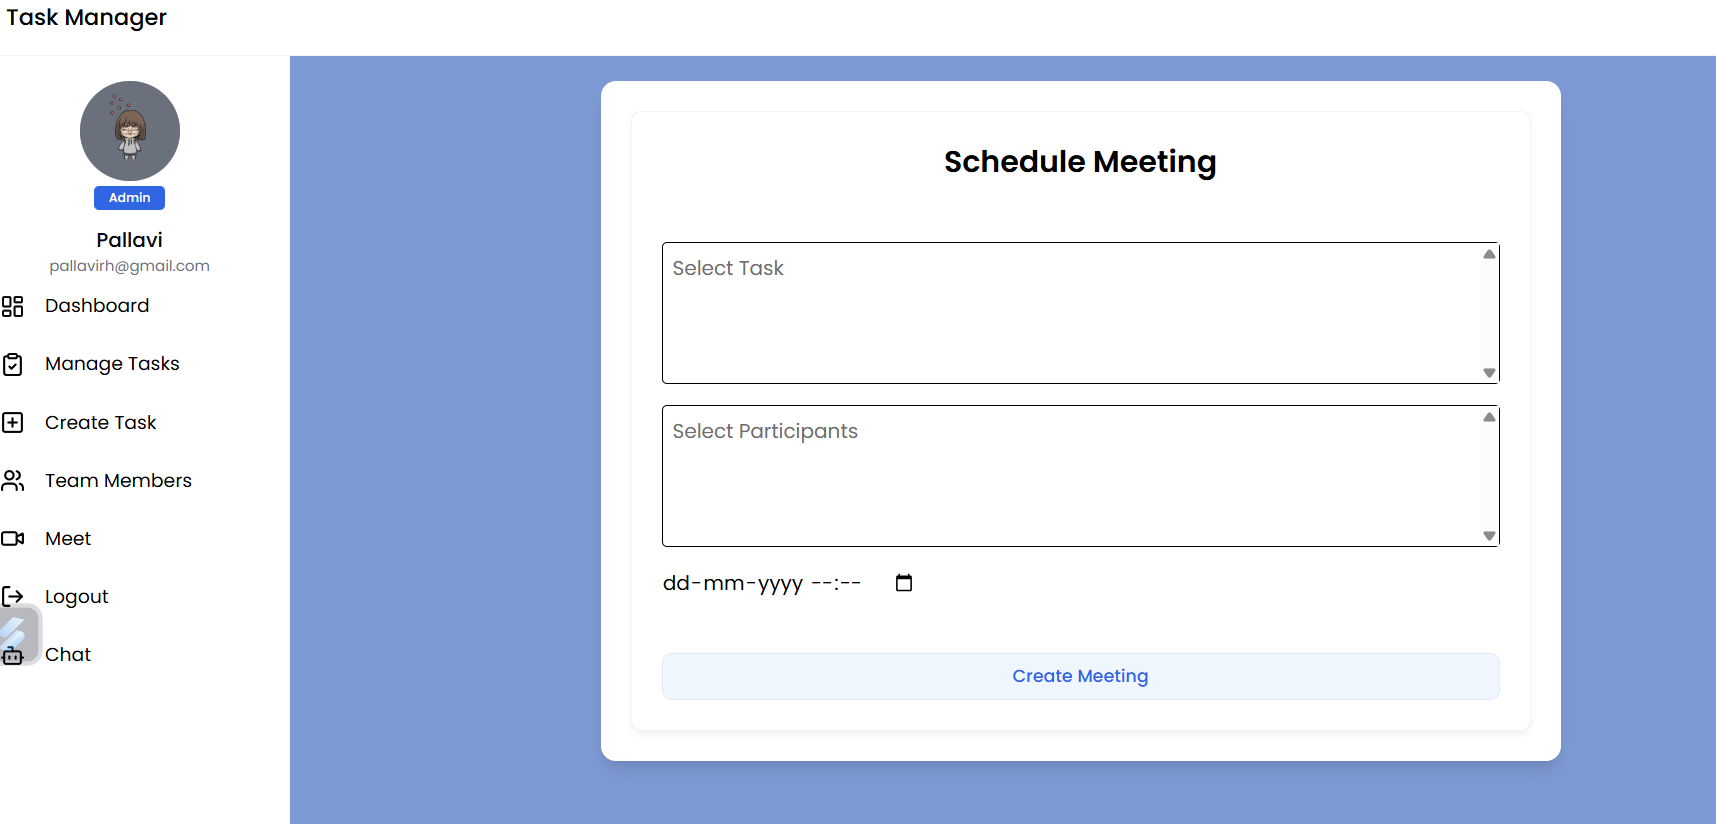 Task Manager
Admin
Pallavi
pallavirh@gmail.com
Dashboard
Manage Tasks
Create Task
Team Members
Meet
Logout
Chat
Schedule Meeting
Select Task
Select Participants
dd-mm-yyyy --:--
Create Meeting